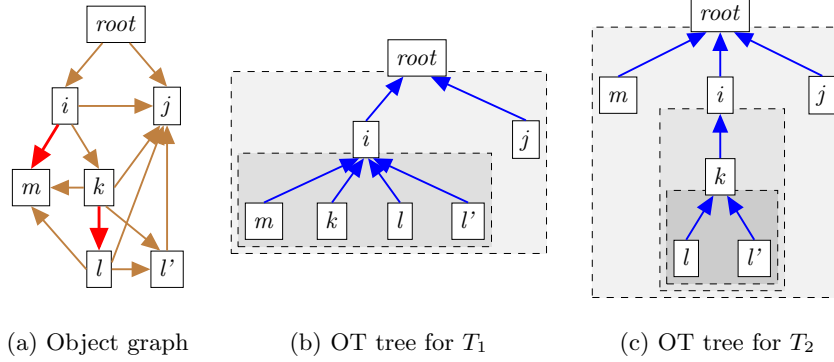 root
i
j
m
k
l
l'
(a) Object graph
root
i
j
m
k
l
l'
(b) OT tree for T₁
root
m
i
j
k
l
l'
(c) OT tree for T₂